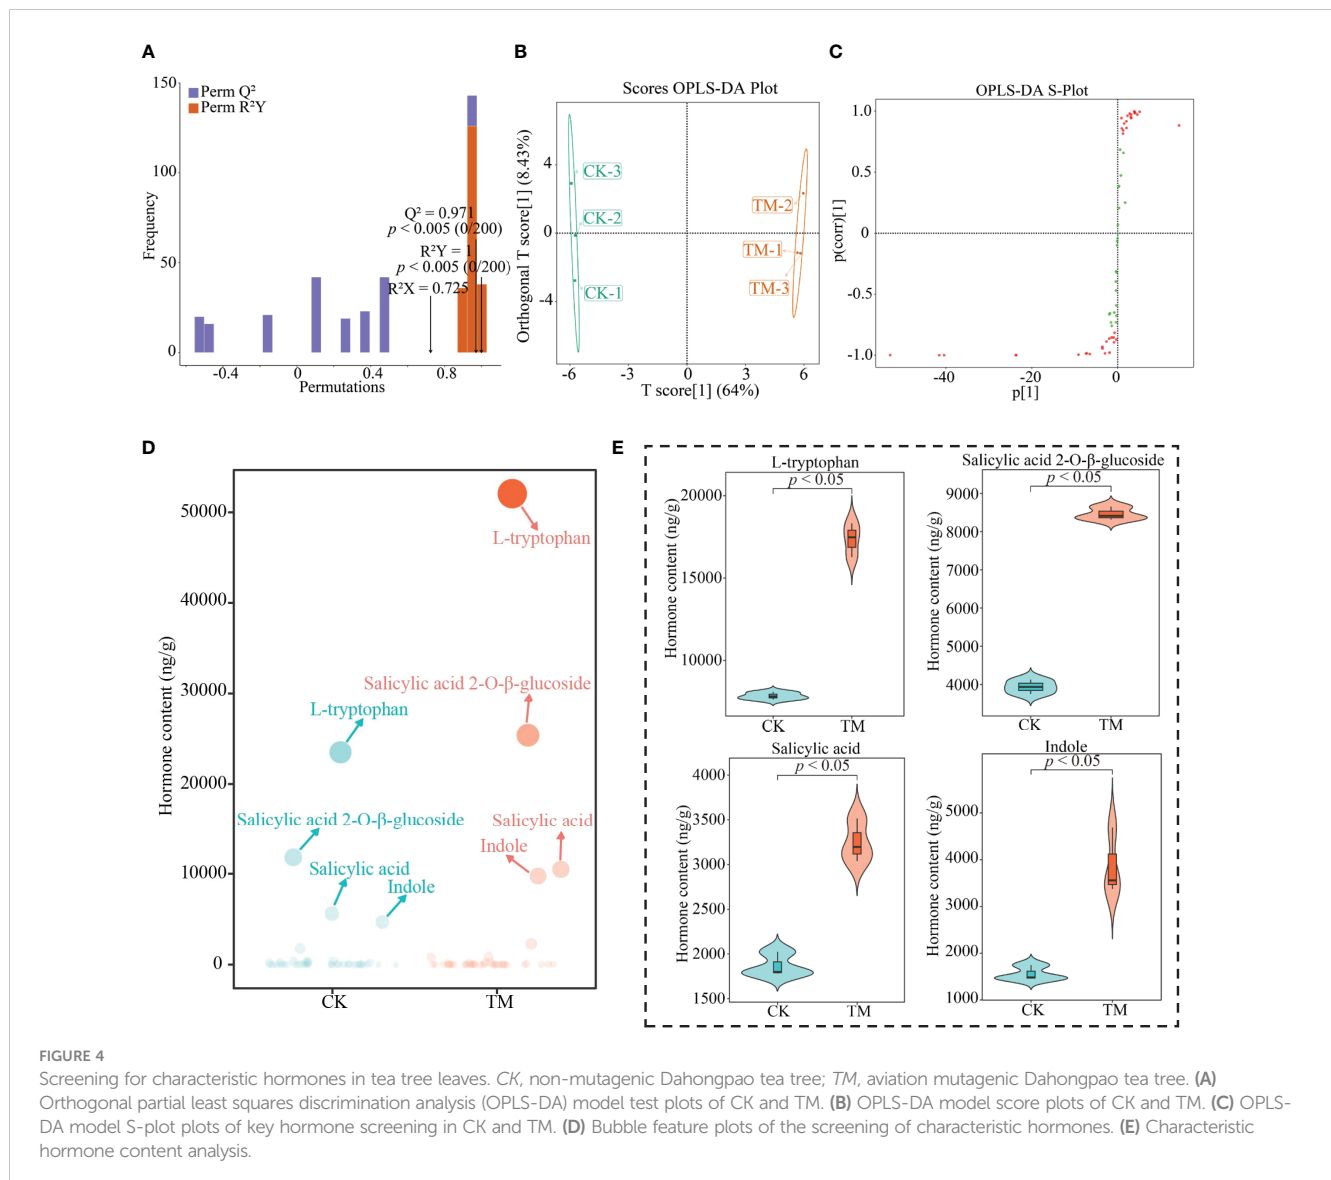 A
B
C
150
100
50
0
Frequency
Perm Q²
Perm R²Y
Q² = 0.971
p < 0.005 (0/200)
R²Y = 1
p < 0.005 (0/200)
R²X = 0.725
-0.4
0
0.4
0.8
Permutations
Scores OPLS-DA Plot
Orthogonal T score[1] (8.43%)
4
0
-4
CK-3
CK-2
CK-1
TM-2
TM-1
TM-3
-6
-3
0
3
6
T score[1] (64%)
OPLS-DA S-Plot
p(corr)[1]
1.0
0.5
0
-0.5
-1.0
-40
-20
0
p[1]
D
Hormone content (ng/g)
50000
40000
30000
20000
10000
0
L-tryptophan
Salicylic acid 2-O-β-glucoside
L-tryptophan
Salicylic acid 2-O-β-glucoside
Salicylic acid
Indole
Salicylic acid
Indole
CK
TM
E
L-tryptophan
p < 0.05
Hormone content (ng/g)
20000
15000
10000
CK
TM
Salicylic acid 2-O-β-glucoside
p < 0.05
Hormone content (ng/g)
9000
8000
7000
6000
5000
4000
CK
TM
Salicylic acid
p < 0.05
Hormone content (ng/g)
4000
3500
3000
2500
2000
1500
CK
TM
Indole
p < 0.05
Hormone content (ng/g)
5000
4000
3000
2000
1000
CK
TM
FIGURE 4
Screening for characteristic hormones in tea tree leaves. CK, non-mutagenic Dahongpao tea tree; TM, aviation mutagenic Dahongpao tea tree. (A)
Orthogonal partial least squares discrimination analysis (OPLS-DA) model test plots of CK and TM. (B) OPLS-DA model score plots of CK and TM. (C) OPLS-
DA model S-plot plots of key hormone screening in CK and TM. (D) Bubble feature plots of the screening of characteristic hormones. (E) Characteristic
hormone content analysis.